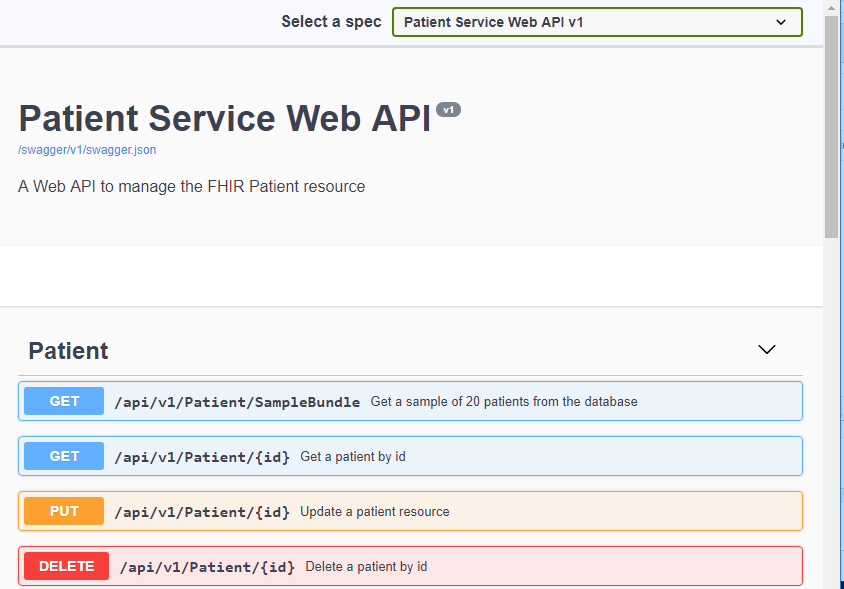 Select a spec Patient Service Web API v1
Patient Service Web API v1
/swagger/v1/swagger.json
A Web API to manage the FHIR Patient resource
Patient
GET /api/v1/Patient/SampleBundle Get a sample of 20 patients from the database
GET /api/v1/Patient/{id} Get a patient by id
PUT /api/v1/Patient/{id} Update a patient resource
DELETE /api/v1/Patient/{id} Delete a patient by id